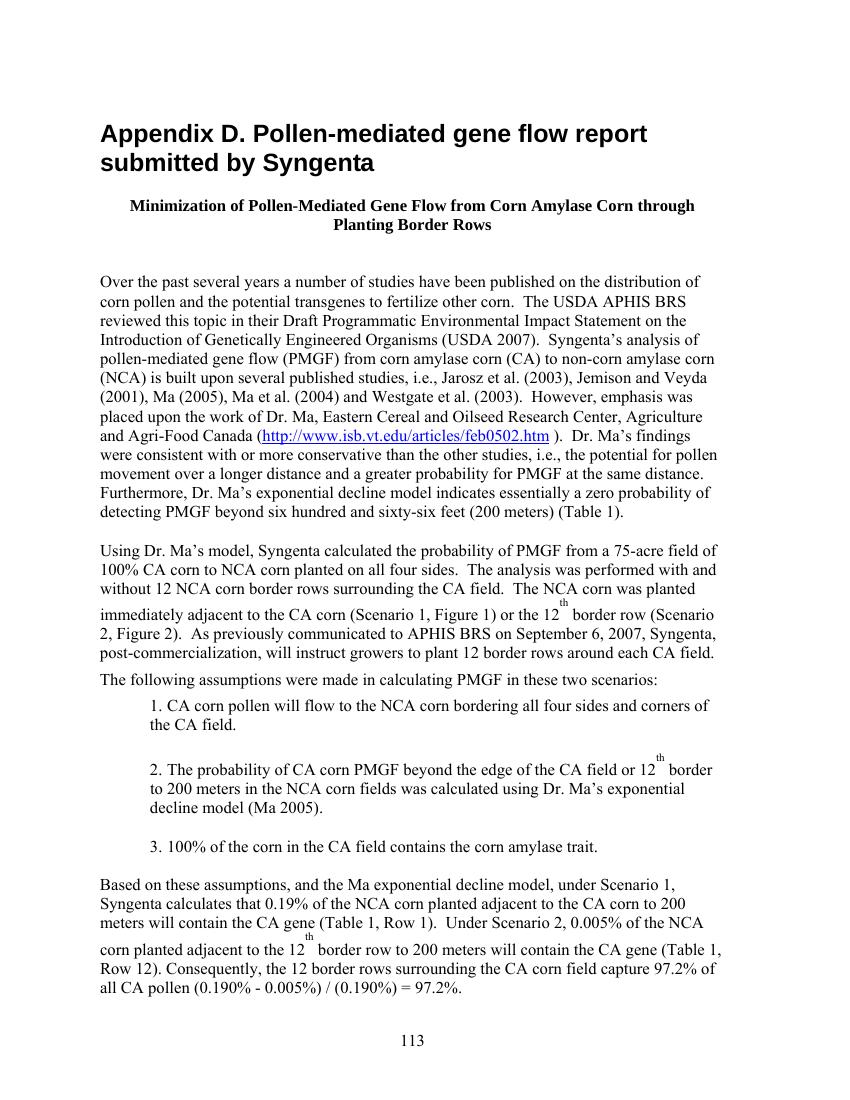 Appendix D. Pollen-mediated gene flow report
submitted by Syngenta
Minimization of Pollen-Mediated Gene Flow from Corn Amylase Corn through
Planting Border Rows
Over the past several years a number of studies have been published on the distribution of
corn pollen and the potential transgenes to fertilize other corn.  The USDA APHIS BRS
reviewed this topic in their Draft Programmatic Environmental Impact Statement on the
Introduction of Genetically Engineered Organisms (USDA 2007).  Syngenta's analysis of
pollen-mediated gene flow (PMGF) from corn amylase corn (CA) to non-corn amylase corn
(NCA) is built upon several published studies, i.e., Jarosz et al. (2003), Jemison and Veyda
(2001), Ma (2005), Ma et al. (2004) and Westgate et al. (2003).  However, emphasis was
placed upon the work of Dr. Ma, Eastern Cereal and Oilseed Research Center, Agriculture
and Agri-Food Canada (http://www.isb.vt.edu/articles/feb0502.htm ).  Dr. Ma's findings
were consistent with or more conservative than the other studies, i.e., the potential for pollen
movement over a longer distance and a greater probability for PMGF at the same distance.
Furthermore, Dr. Ma's exponential decline model indicates essentially a zero probability of
detecting PMGF beyond six hundred and sixty-six feet (200 meters) (Table 1).
Using Dr. Ma's model, Syngenta calculated the probability of PMGF from a 75-acre field of
100% CA corn to NCA corn planted on all four sides.  The analysis was performed with and
without 12 NCA corn border rows surrounding the CA field.  The NCA corn was planted
immediately adjacent to the CA corn (Scenario 1, Figure 1) or the 12th border row (Scenario
2, Figure 2).  As previously communicated to APHIS BRS on September 6, 2007, Syngenta,
post-commercialization, will instruct growers to plant 12 border rows around each CA field.
The following assumptions were made in calculating PMGF in these two scenarios:
1. CA corn pollen will flow to the NCA corn bordering all four sides and corners of
the CA field.
2. The probability of CA corn PMGF beyond the edge of the CA field or 12th border
to 200 meters in the NCA corn fields was calculated using Dr. Ma's exponential
decline model (Ma 2005).
3. 100% of the corn in the CA field contains the corn amylase trait.
Based on these assumptions, and the Ma exponential decline model, under Scenario 1,
Syngenta calculates that 0.19% of the NCA corn planted adjacent to the CA corn to 200
meters will contain the CA gene (Table 1, Row 1).  Under Scenario 2, 0.005% of the NCA
corn planted adjacent to the 12th border row to 200 meters will contain the CA gene (Table 1,
Row 12). Consequently, the 12 border rows surrounding the CA corn field capture 97.2% of
all CA pollen (0.190% - 0.005%) / (0.190%) = 97.2%.
113